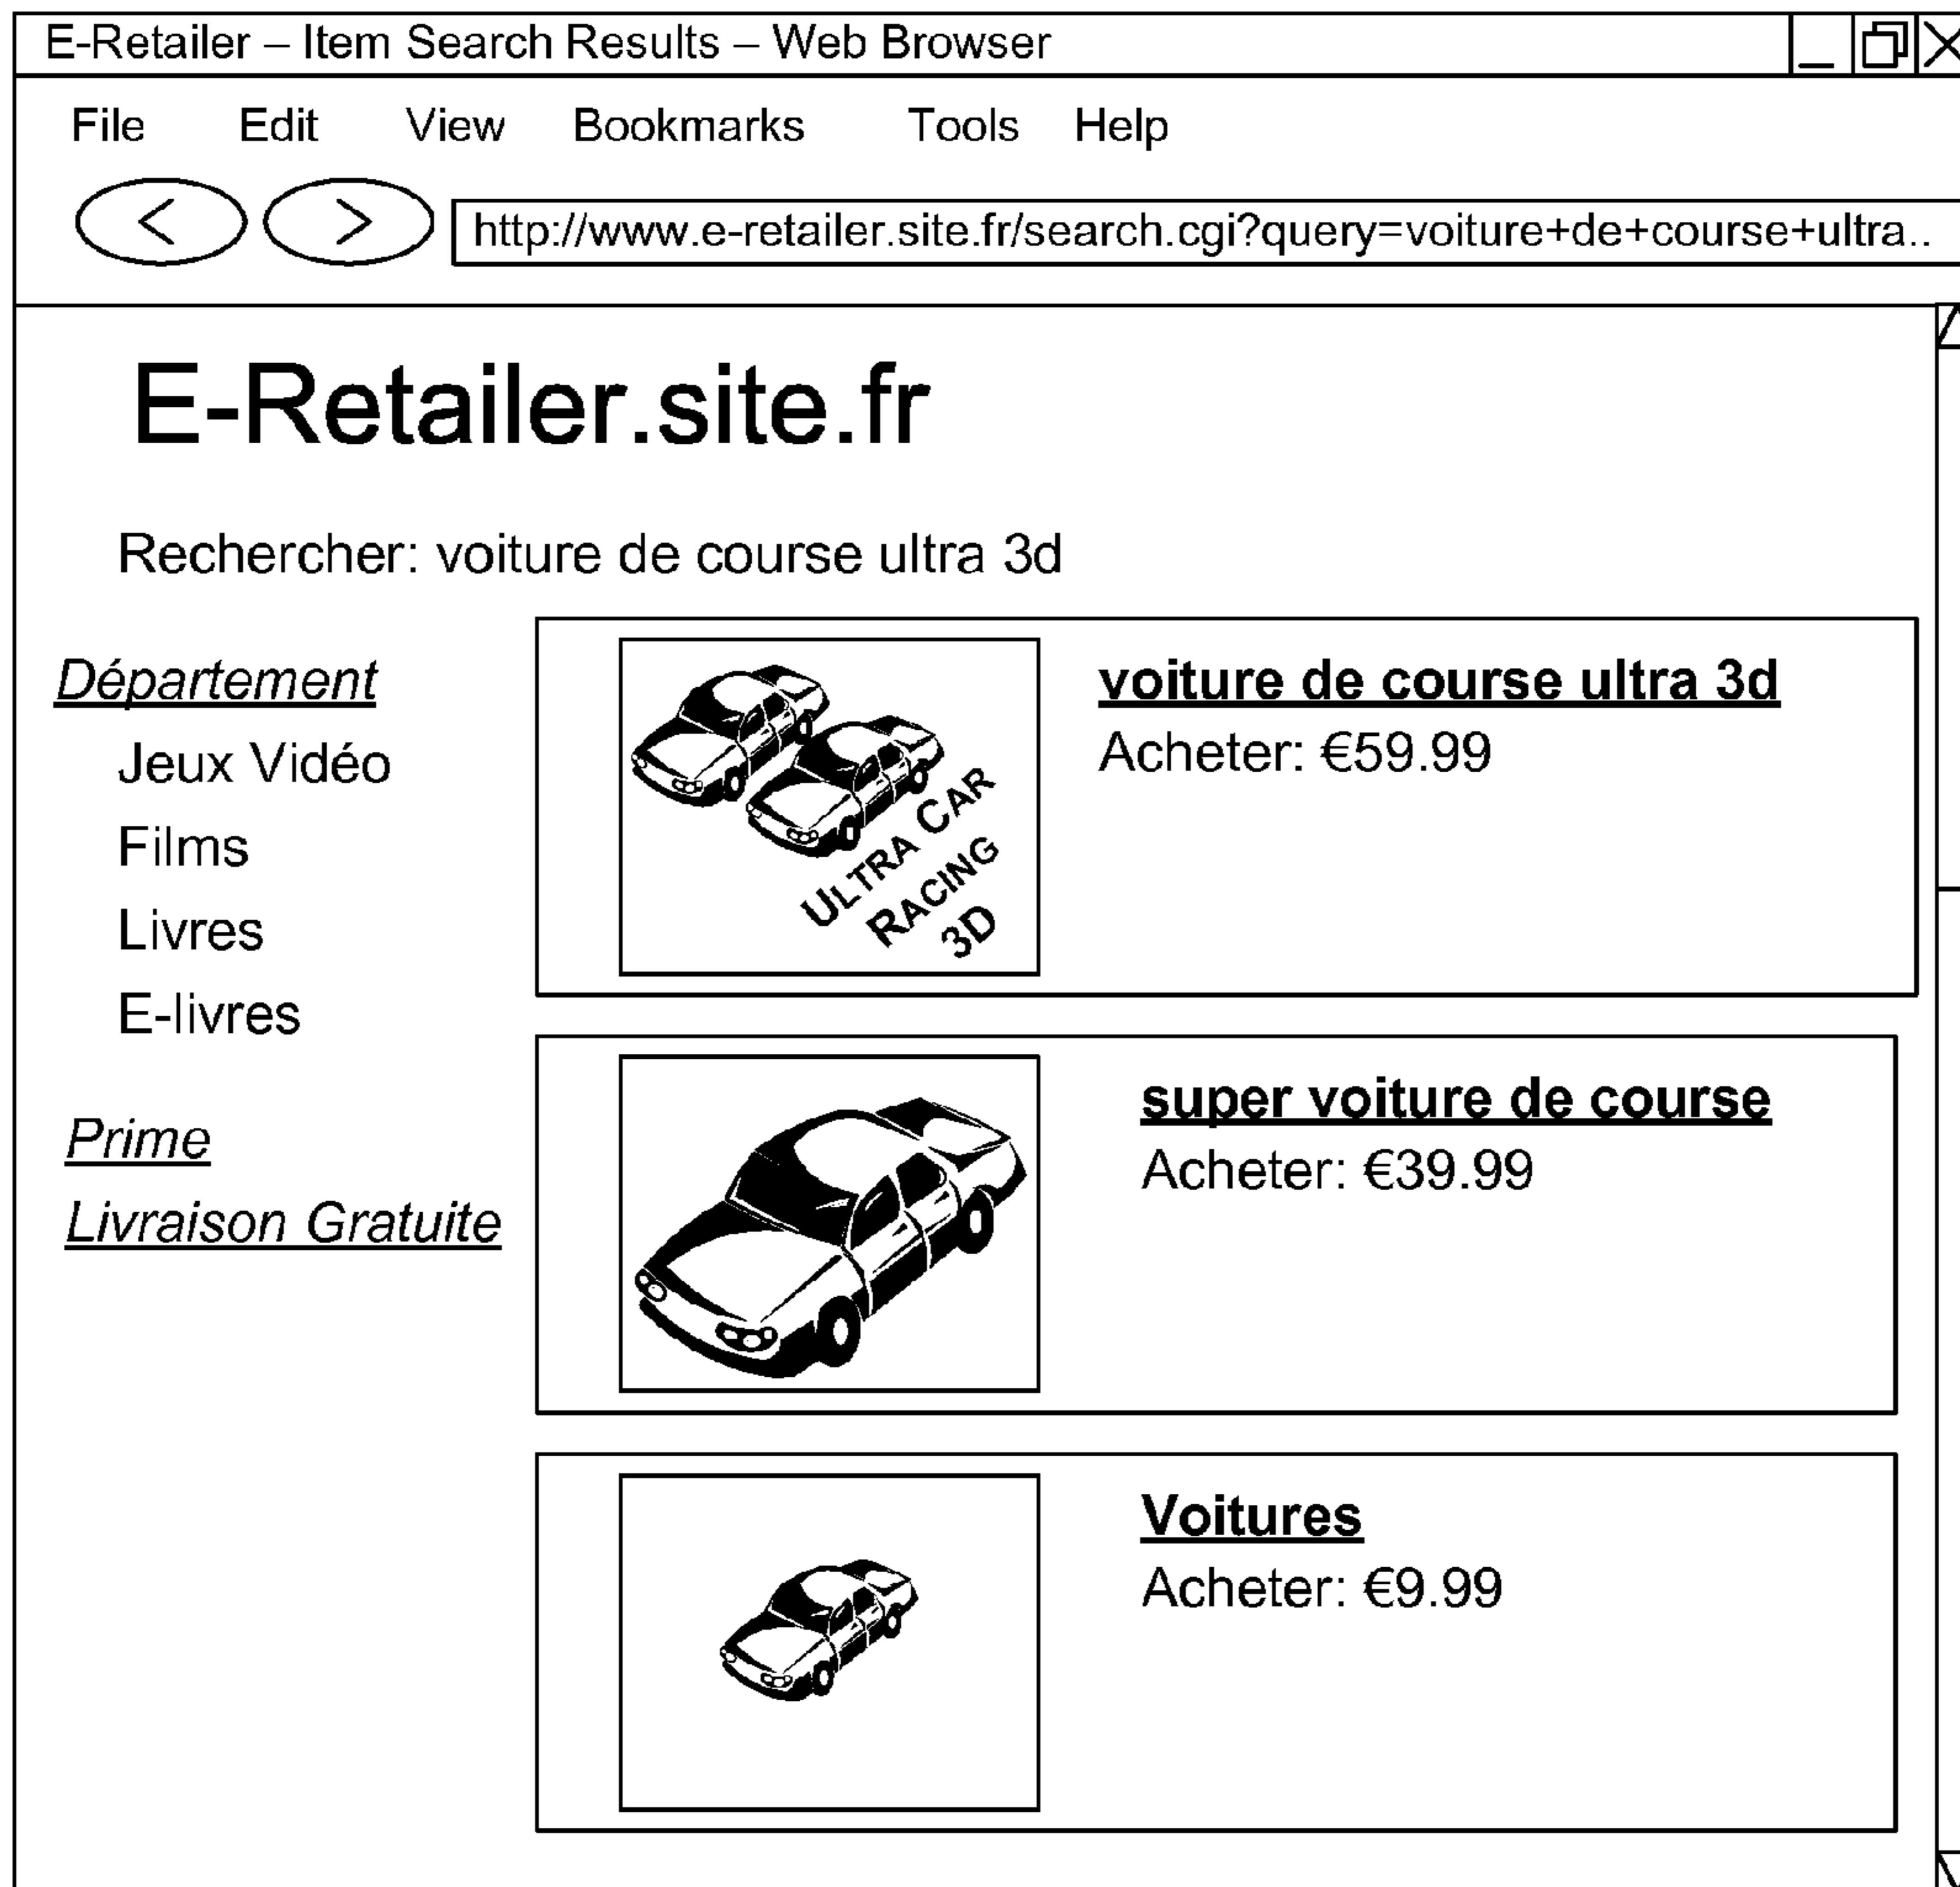 E-Retailer – Item Search Results – Web Browser
File Edit View Bookmarks Tools Help
http://www.e-retailer.site.fr/search.cgi?query=voiture+de+course+ultra..
E-Retailer.site.fr
Rechercher: voiture de course ultra 3d
Département
Jeux Vidéo
Films
Livres
E-livres
Prime
Livraison Gratuite
ULTRA CAR
RACING
3D
voiture de course ultra 3d
Acheter: €59.99
super voiture de course
Acheter: €39.99
Voitures
Acheter: €9.99